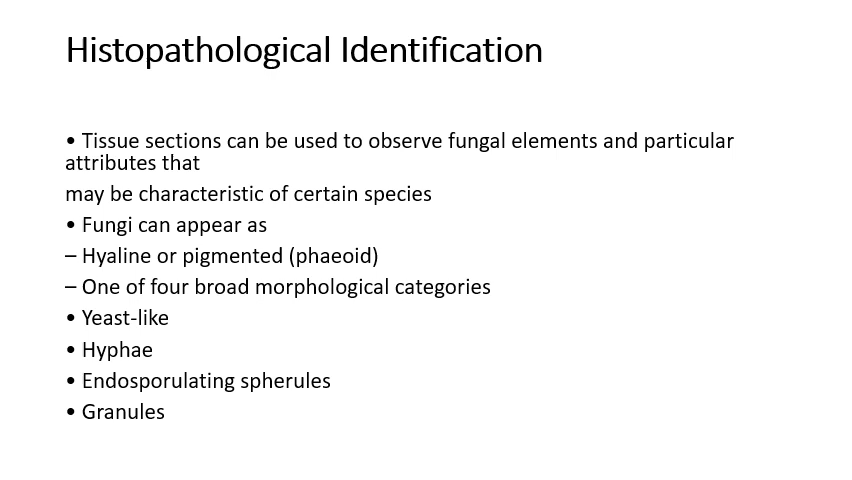 Histopathological Identification
• Tissue sections can be used to observe fungal elements and particular
attributes that
may be characteristic of certain species
• Fungi can appear as
– Hyaline or pigmented (phaeoid)
– One of four broad morphological categories
• Yeast-like
• Hyphae
• Endosporulating spherules
• Granules